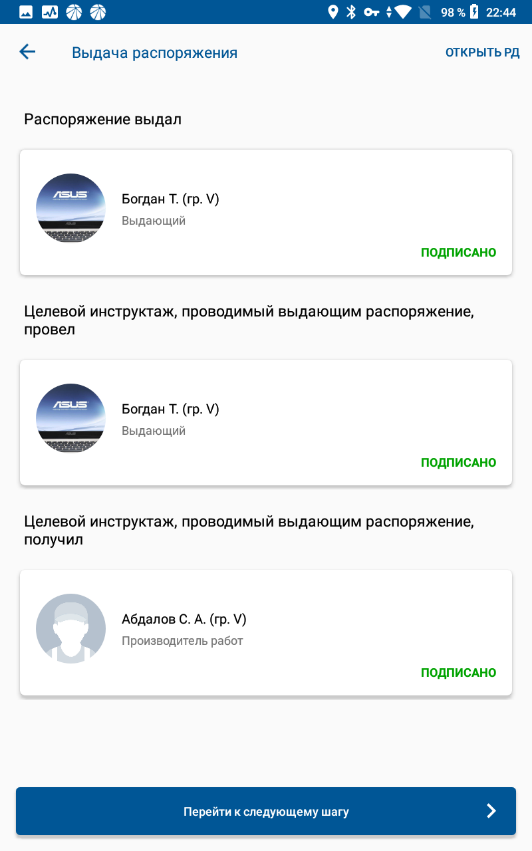 98 % 22:44
Выдача распоряжения
ОТКРЫТЬ РД
Распоряжение выдал
ASUS
Богдан Т. (гр. V)
Выдающий
ПОДПИСАНО
Целевой инструктаж, проводимый выдающим распоряжение,
провел
ASUS
Богдан Т. (гр. V)
Выдающий
ПОДПИСАНО
Целевой инструктаж, проводимый выдающим распоряжение,
получил
Абдалов С. А. (гр. V)
Производитель работ
ПОДПИСАНО
Перейти к следующему шагу